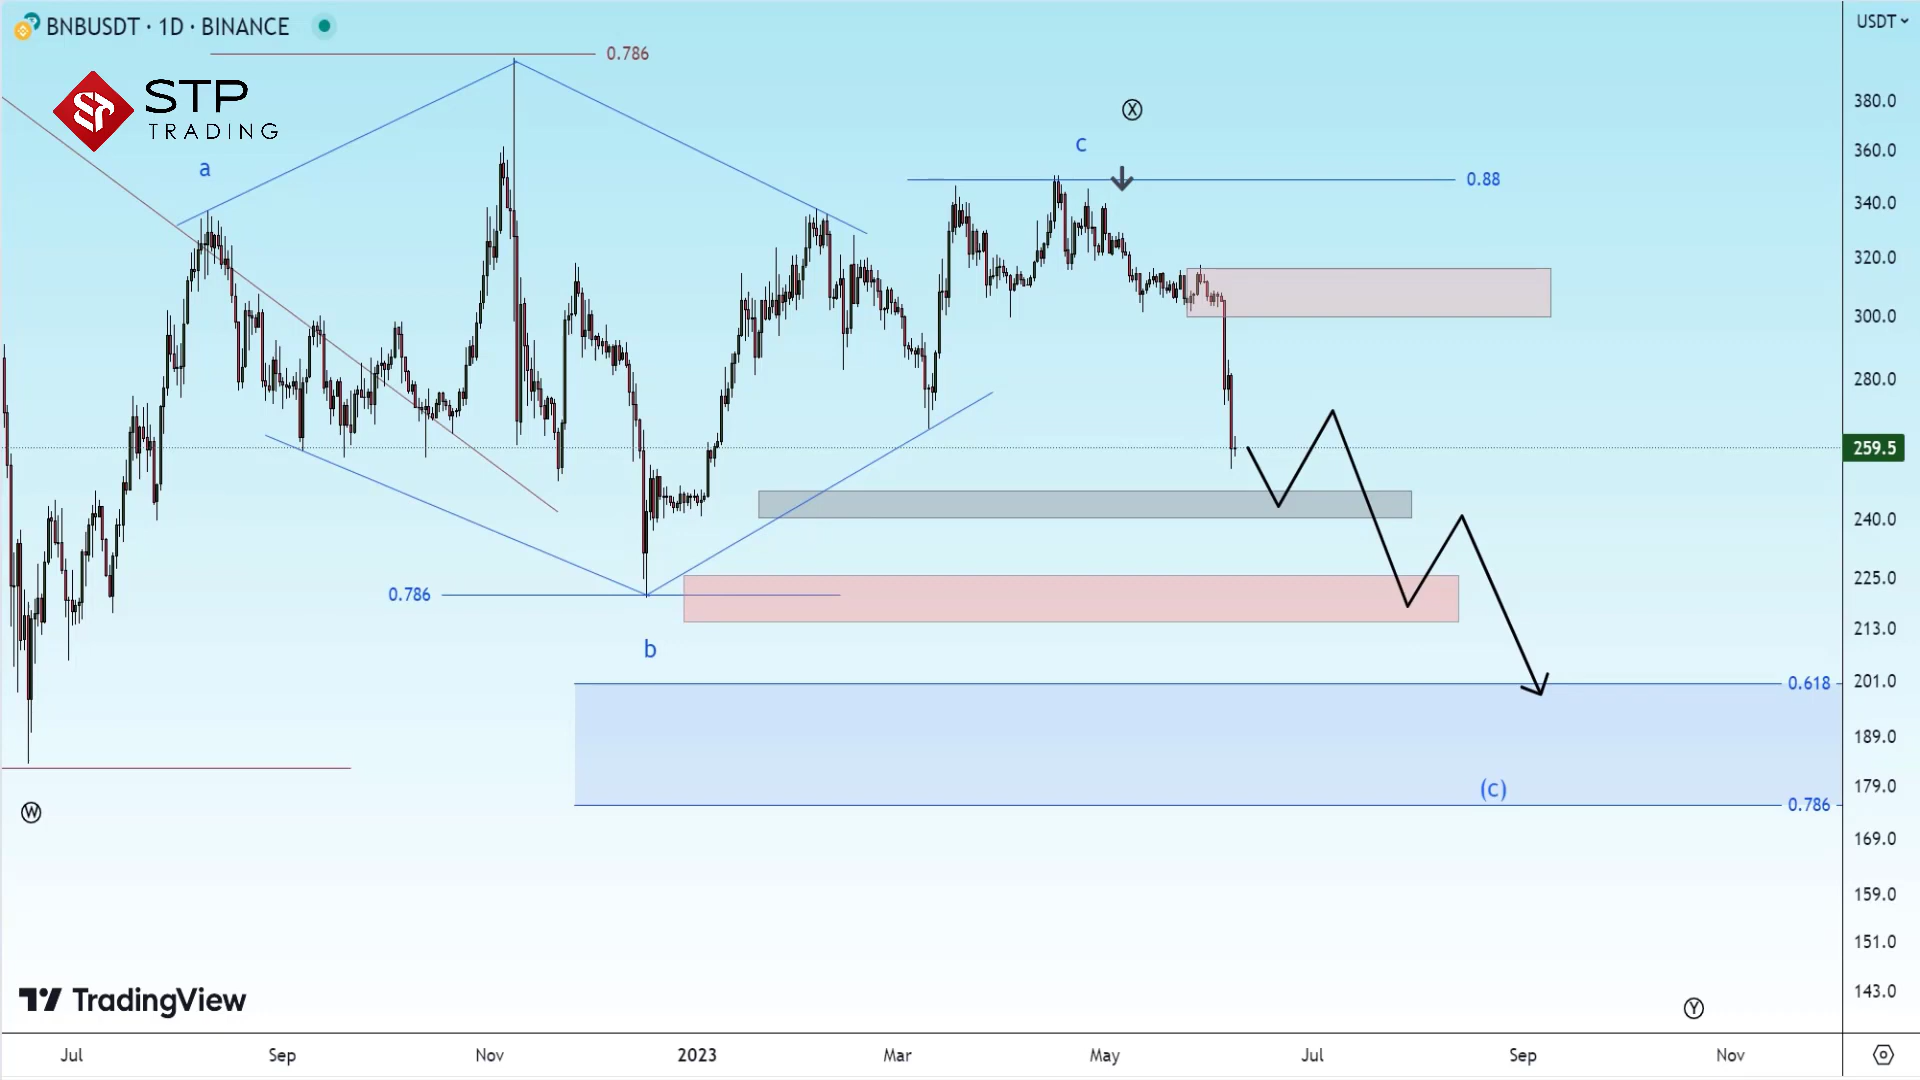 BNBUSDT · 1D · BINANCE
USDT
STP
TRADING
0.786
a
c
X
0.88
0.786
b
0.618
0.786
(c)
W
Y
380.0
360.0
340.0
320.0
300.0
280.0
259.5
240.0
225.0
213.0
201.0
189.0
179.0
169.0
159.0
151.0
143.0
TradingView
Jul Sep Nov 2023 Mar May Jul Sep Nov